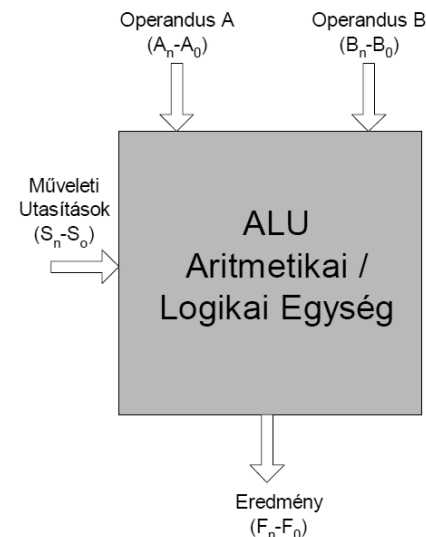 Operandus A
(Aₙ-A₀)
Operandus B
(Bₙ-B₀)
Műveleti
Utasítások
(Sₙ-Sₒ)
ALU
Aritmetikai /
Logikai Egység
Eredmény
(Fₙ-F₀)